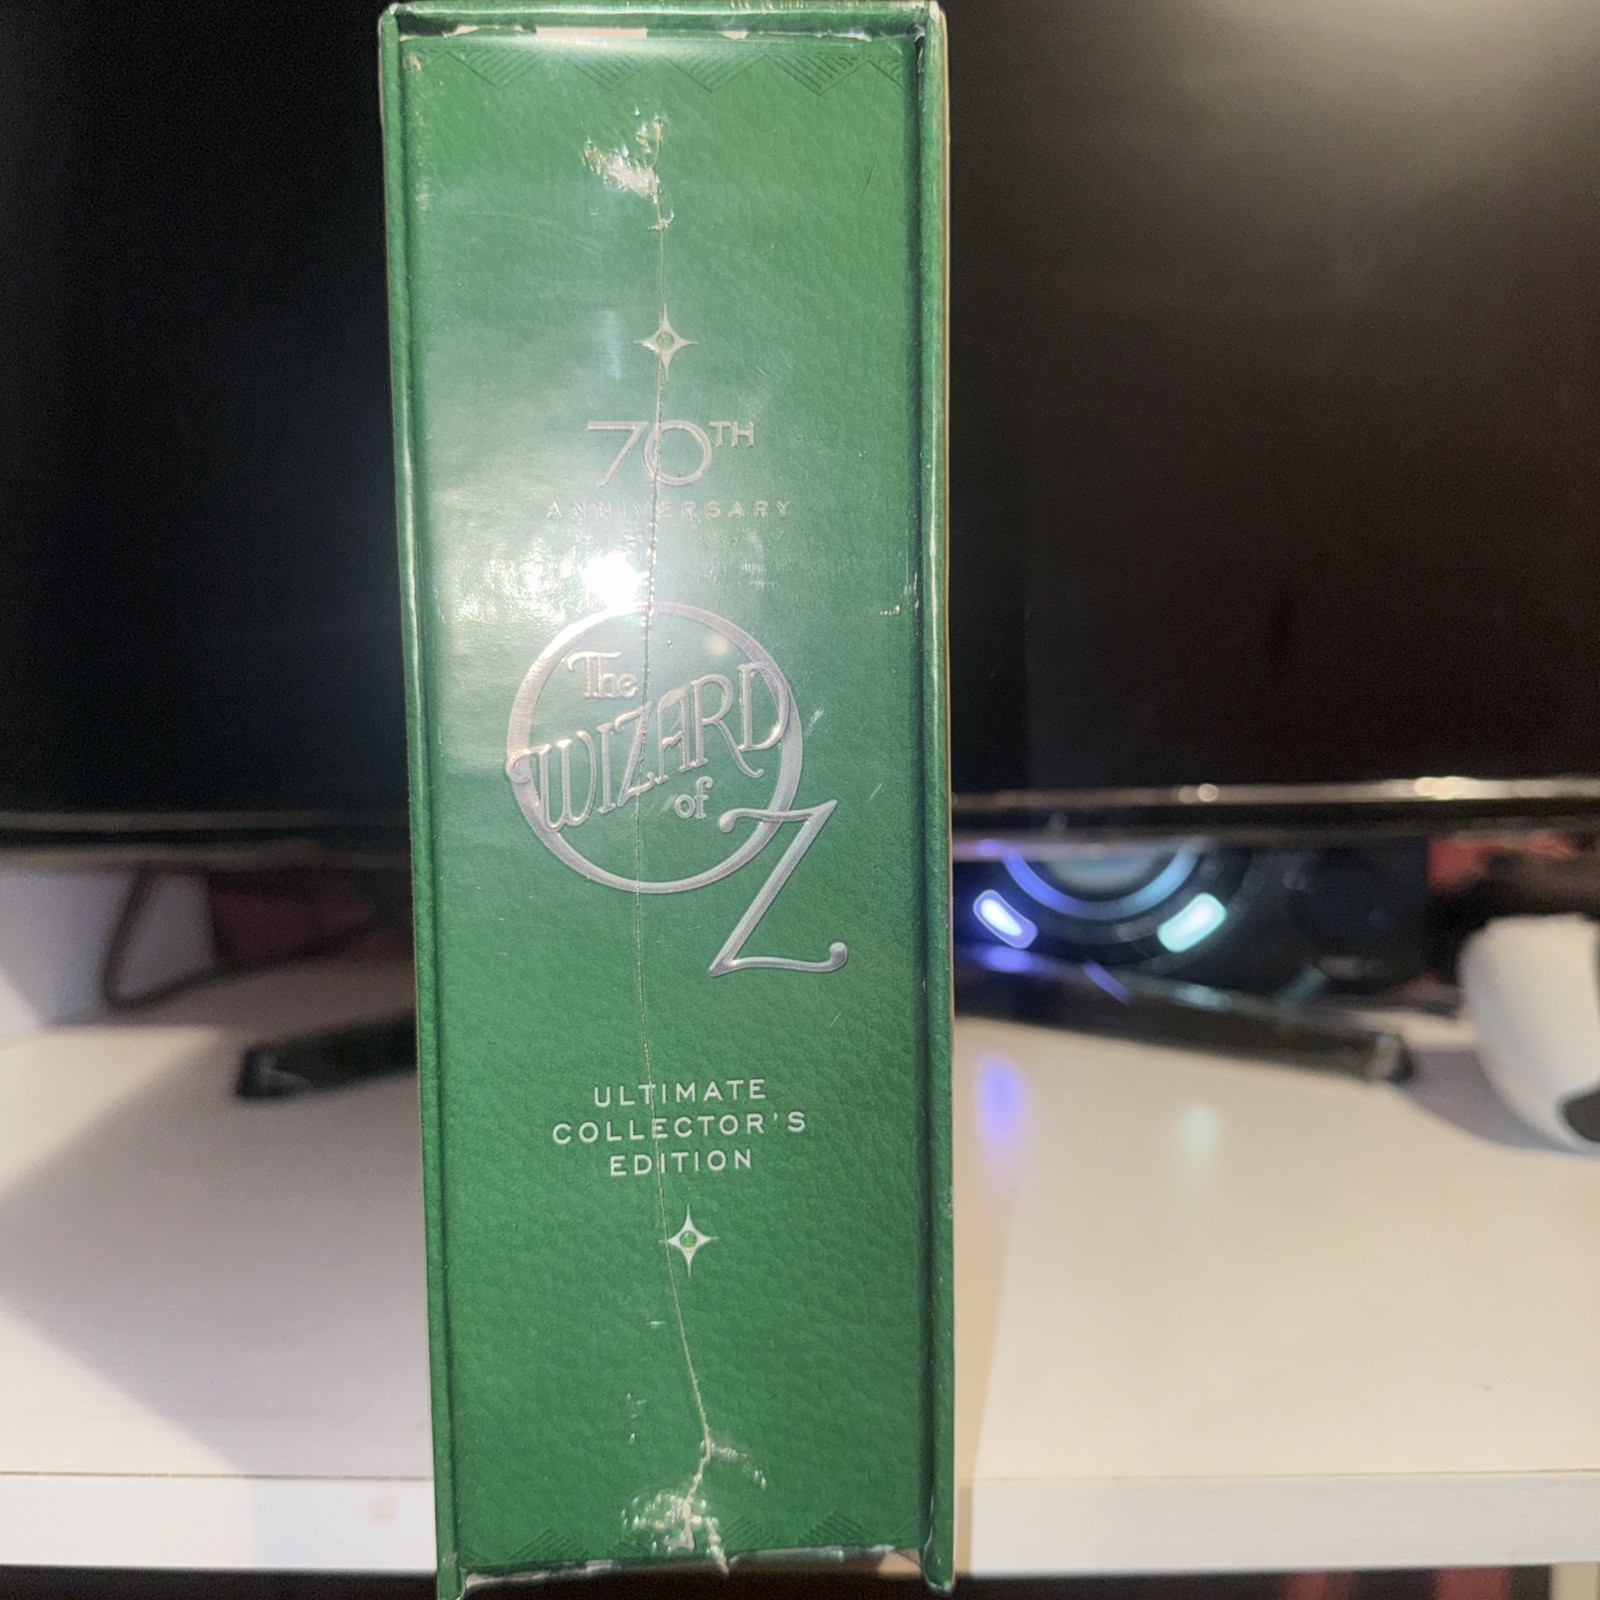 70TH
ANNIVERSARY
The
WIZARD
of
OZ
ULTIMATE
COLLECTOR'S
EDITION